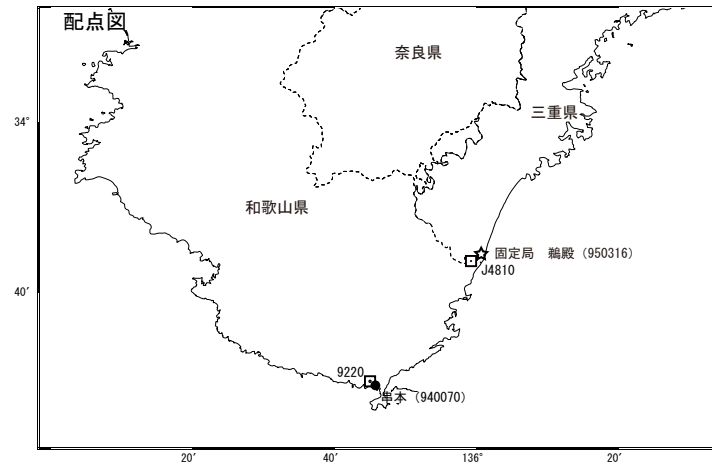 配点図
奈良県
34°
三重県
和歌山県
固定局　鵜殿（950316）
J4810
40′
9220
串本（940070）
20′
40′
136°
20′